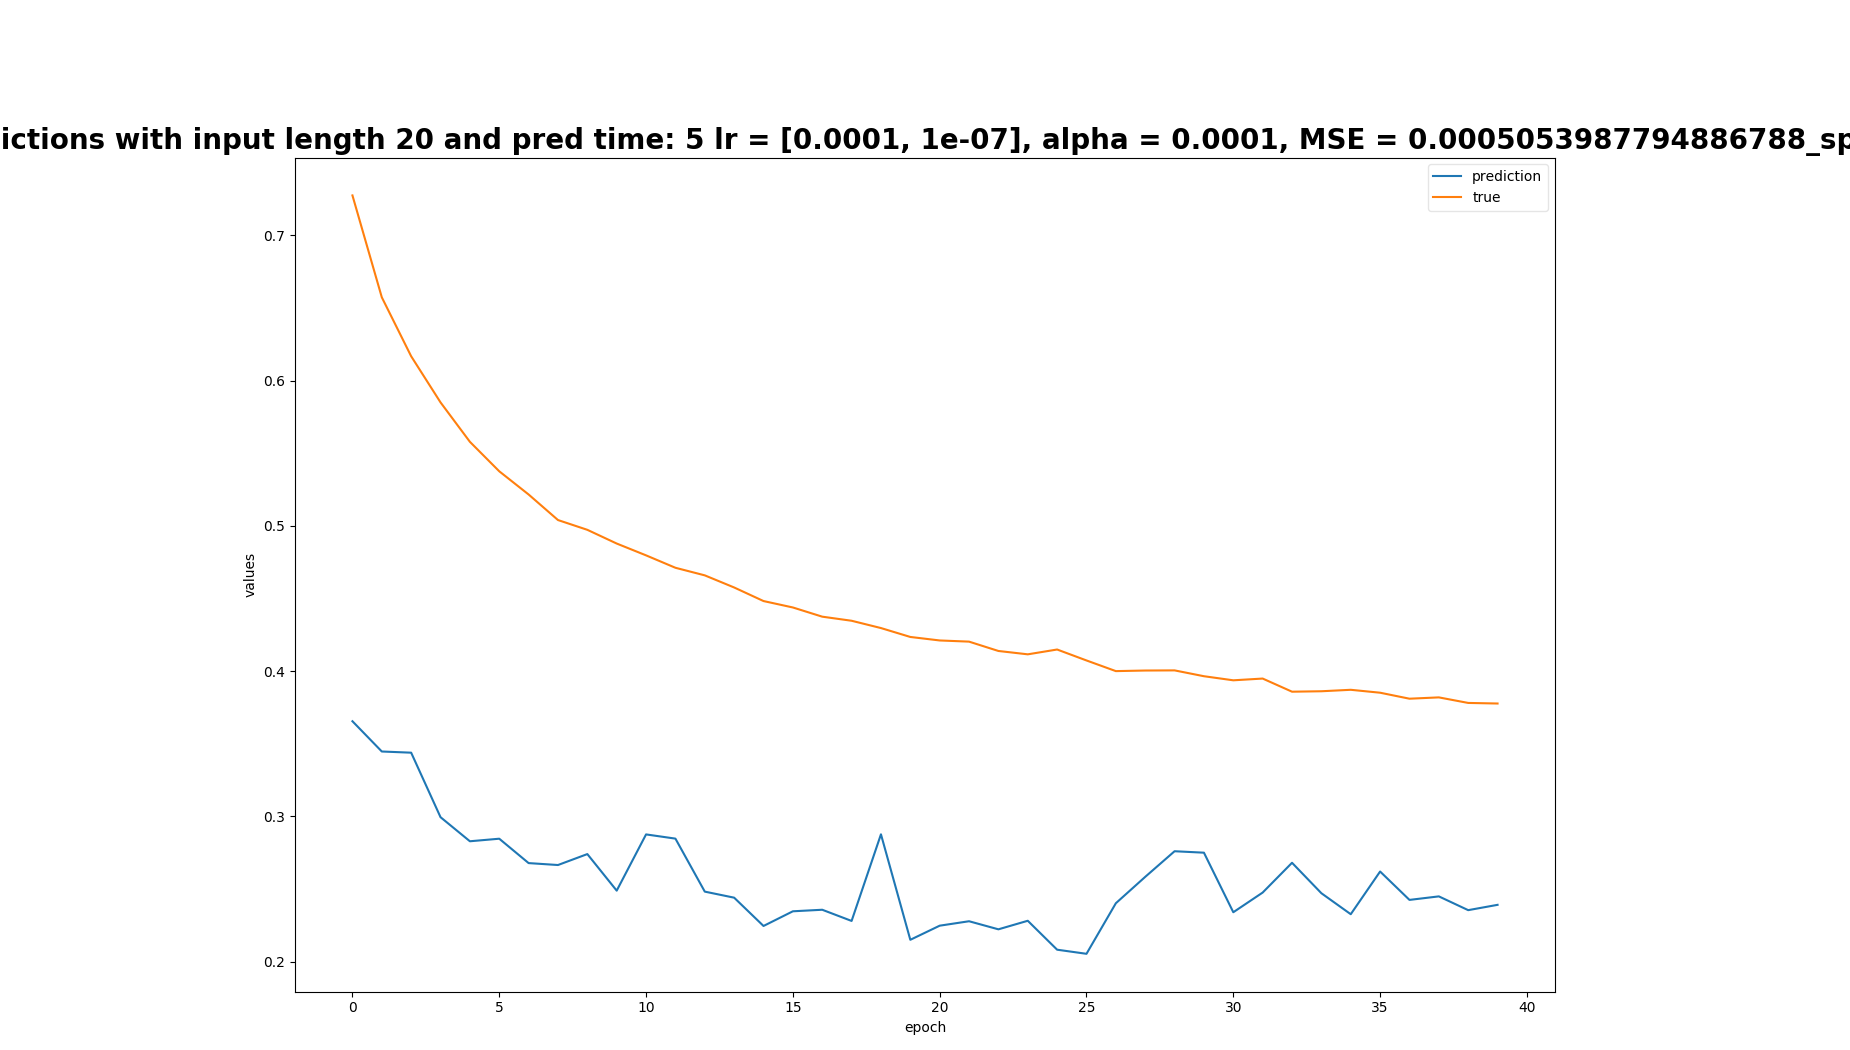 ictions with input length 20 and pred time: 5 lr = [0.0001, 1e-07], alpha = 0.0001, MSE = 0.0005053987794886788_sp
prediction
true
0.7
0.6
0.5
0.4
0.3
0.2
values
0 5 10 15 20 25 30 35 40
epoch